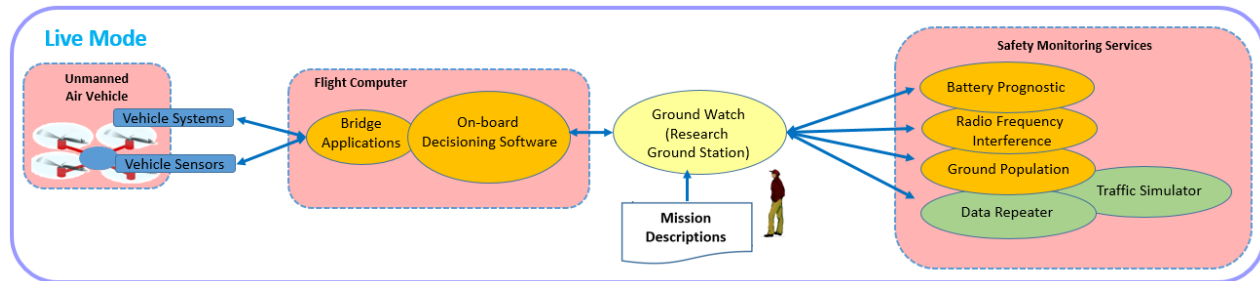 Live Mode
Unmanned
Air Vehicle
Vehicle Systems
Vehicle Sensors
Flight Computer
Bridge
Applications
On-board
Decisioning Software
Ground Watch
(Research
Ground Station)
Mission
Descriptions
Safety Monitoring Services
Battery Prognostic
Radio Frequency
Interference
Ground Population
Traffic Simulator
Data Repeater